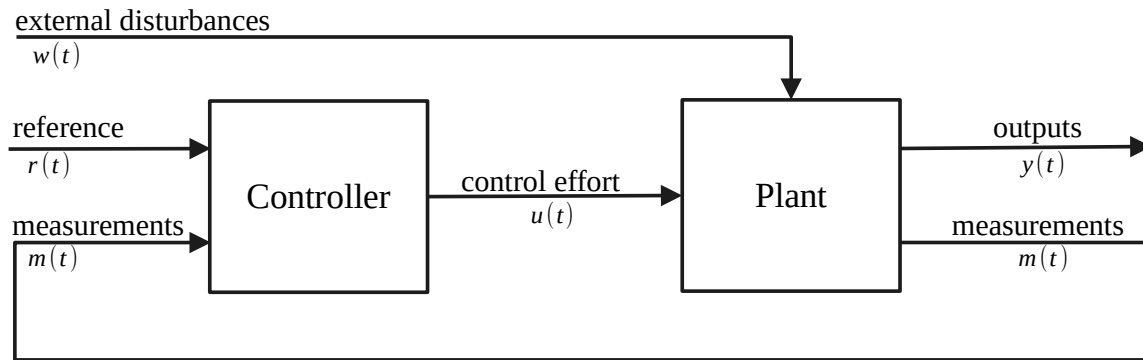 external disturbances
w(t)
reference
r(t)
Controller
measurements
m(t)
control effort
u(t)
Plant
outputs
y(t)
measurements
m(t)